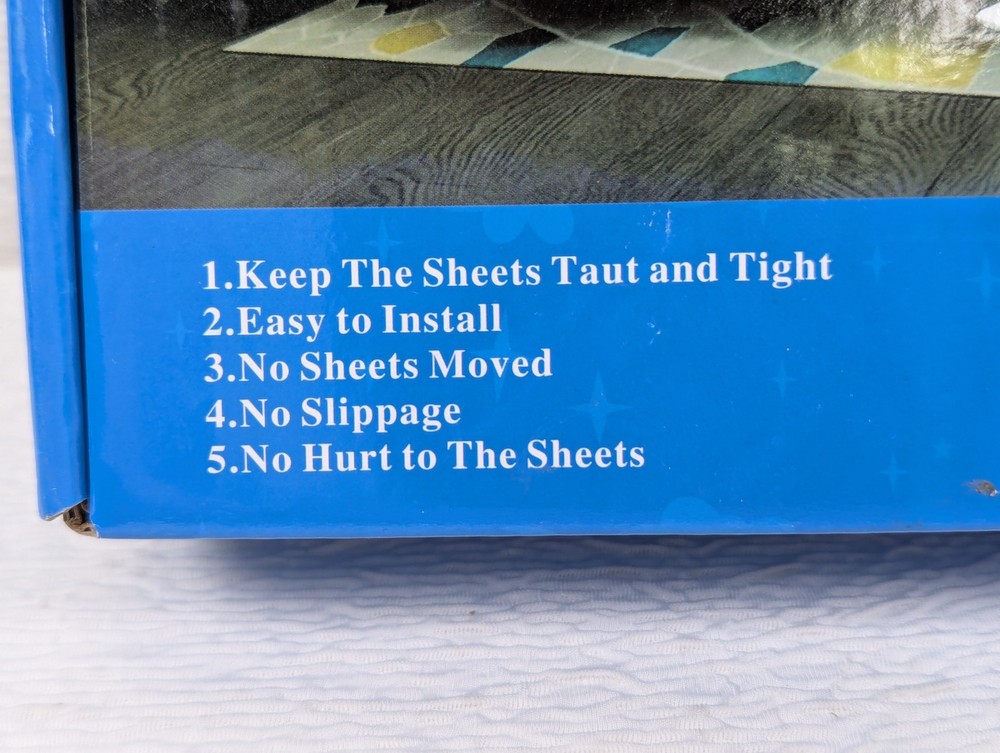 1.Keep The Sheets Taut and Tight
2.Easy to Install
3.No Sheets Moved
4.No Slippage
5.No Hurt to The Sheets